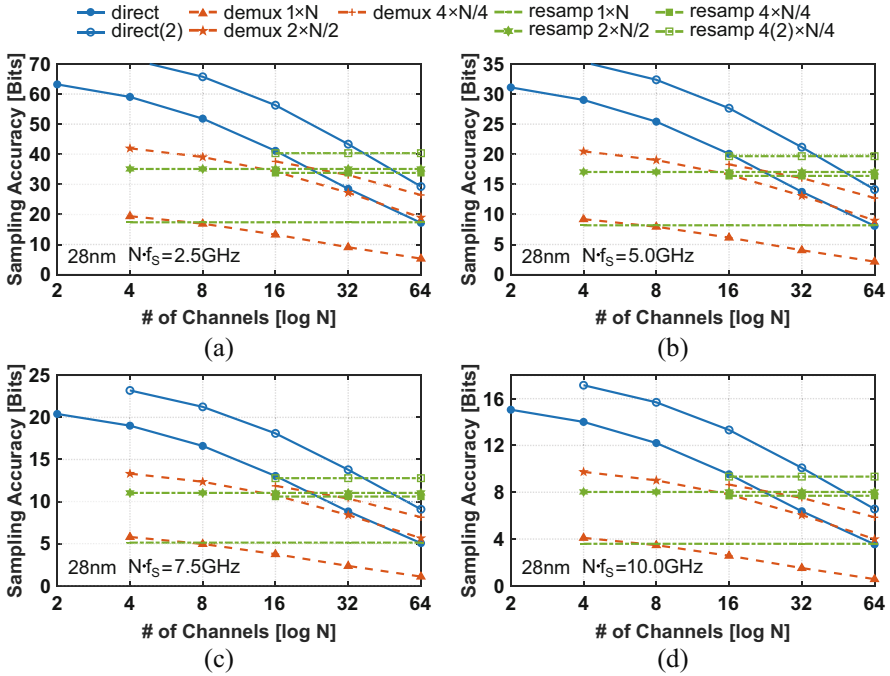 direct demux 1×N demux 4×N/4 resamp 1×N resamp 4×N/4
direct(2) demux 2×N/2 resamp 2×N/2 resamp 4(2)×N/4
Sampling Accuracy [Bits]
70
60
50
40
30
20
10
0
28nm N·fS=2.5GHz
2 4 8 16 32 64
# of Channels [log N]
(a)
Sampling Accuracy [Bits]
35
30
25
20
15
10
5
0
28nm N·fS=5.0GHz
2 4 8 16 32 64
# of Channels [log N]
(b)
Sampling Accuracy [Bits]
25
20
15
10
5
0
28nm N·fS=7.5GHz
2 4 8 16 32 64
# of Channels [log N]
(c)
Sampling Accuracy [Bits]
16
12
8
4
0
28nm N·fS=10.0GHz
2 4 8 16 32 64
# of Channels [log N]
(d)